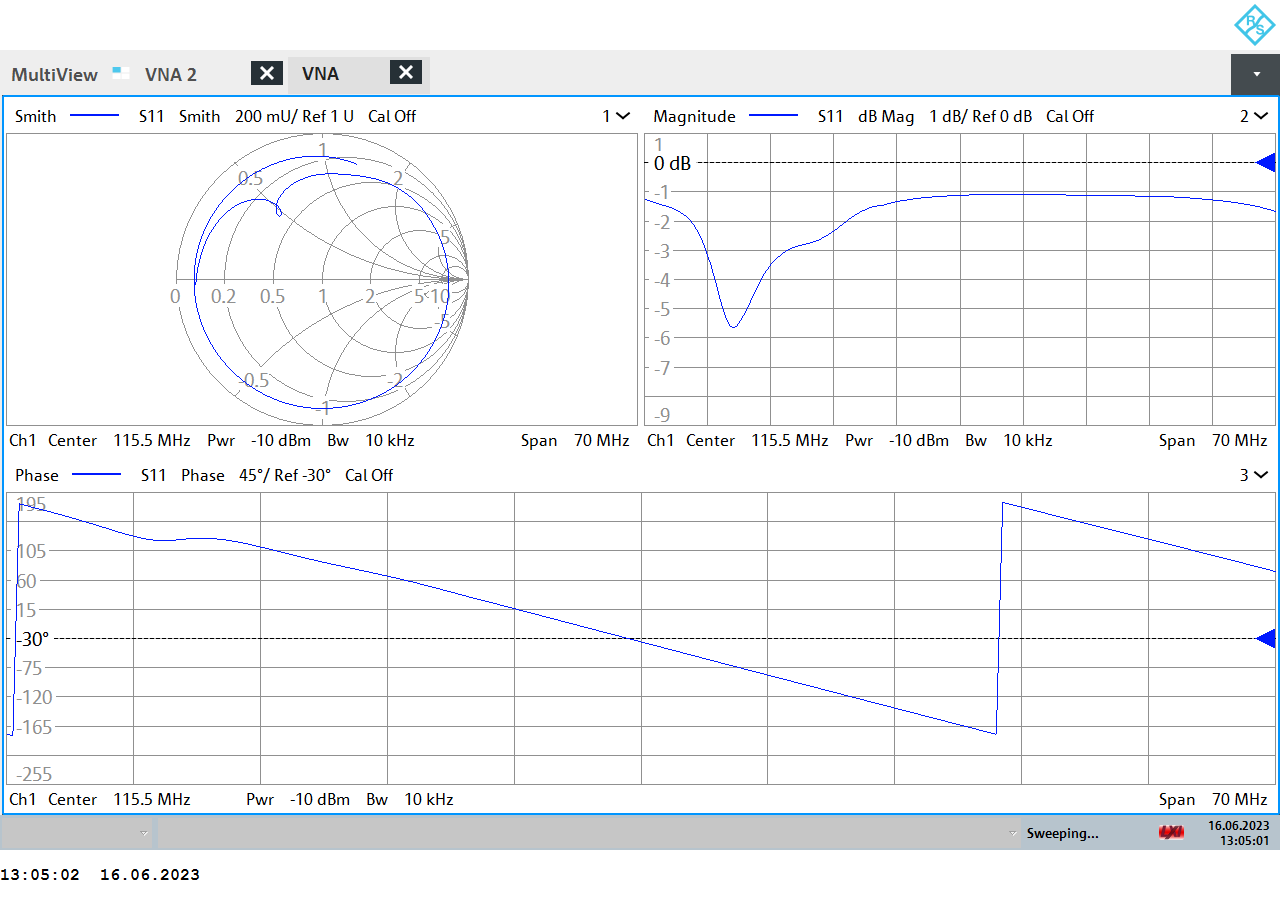 R S
MultiView VNA 2 VNA
Smith S11 Smith 200 mU/ Ref 1 U Cal Off 1
1
0.5 2
5
0 0.2 0.5 1 2 5 10
-5
-0.5 -2
-1
Ch1 Center 115.5 MHz Pwr -10 dBm Bw 10 kHz Span 70 MHz
Magnitude S11 dB Mag 1 dB/ Ref 0 dB Cal Off 2
1
0 dB
-1
-2
-3
-4
-5
-6
-7
-9
Ch1 Center 115.5 MHz Pwr -10 dBm Bw 10 kHz Span 70 MHz
Phase S11 Phase 45°/ Ref -30° Cal Off 3
195
105
60
15
-30°
-75
-120
-165
-255
Ch1 Center 115.5 MHz Pwr -10 dBm Bw 10 kHz Span 70 MHz
Sweeping... LXI 16.06.2023
13:05:01
13:05:02 16.06.2023